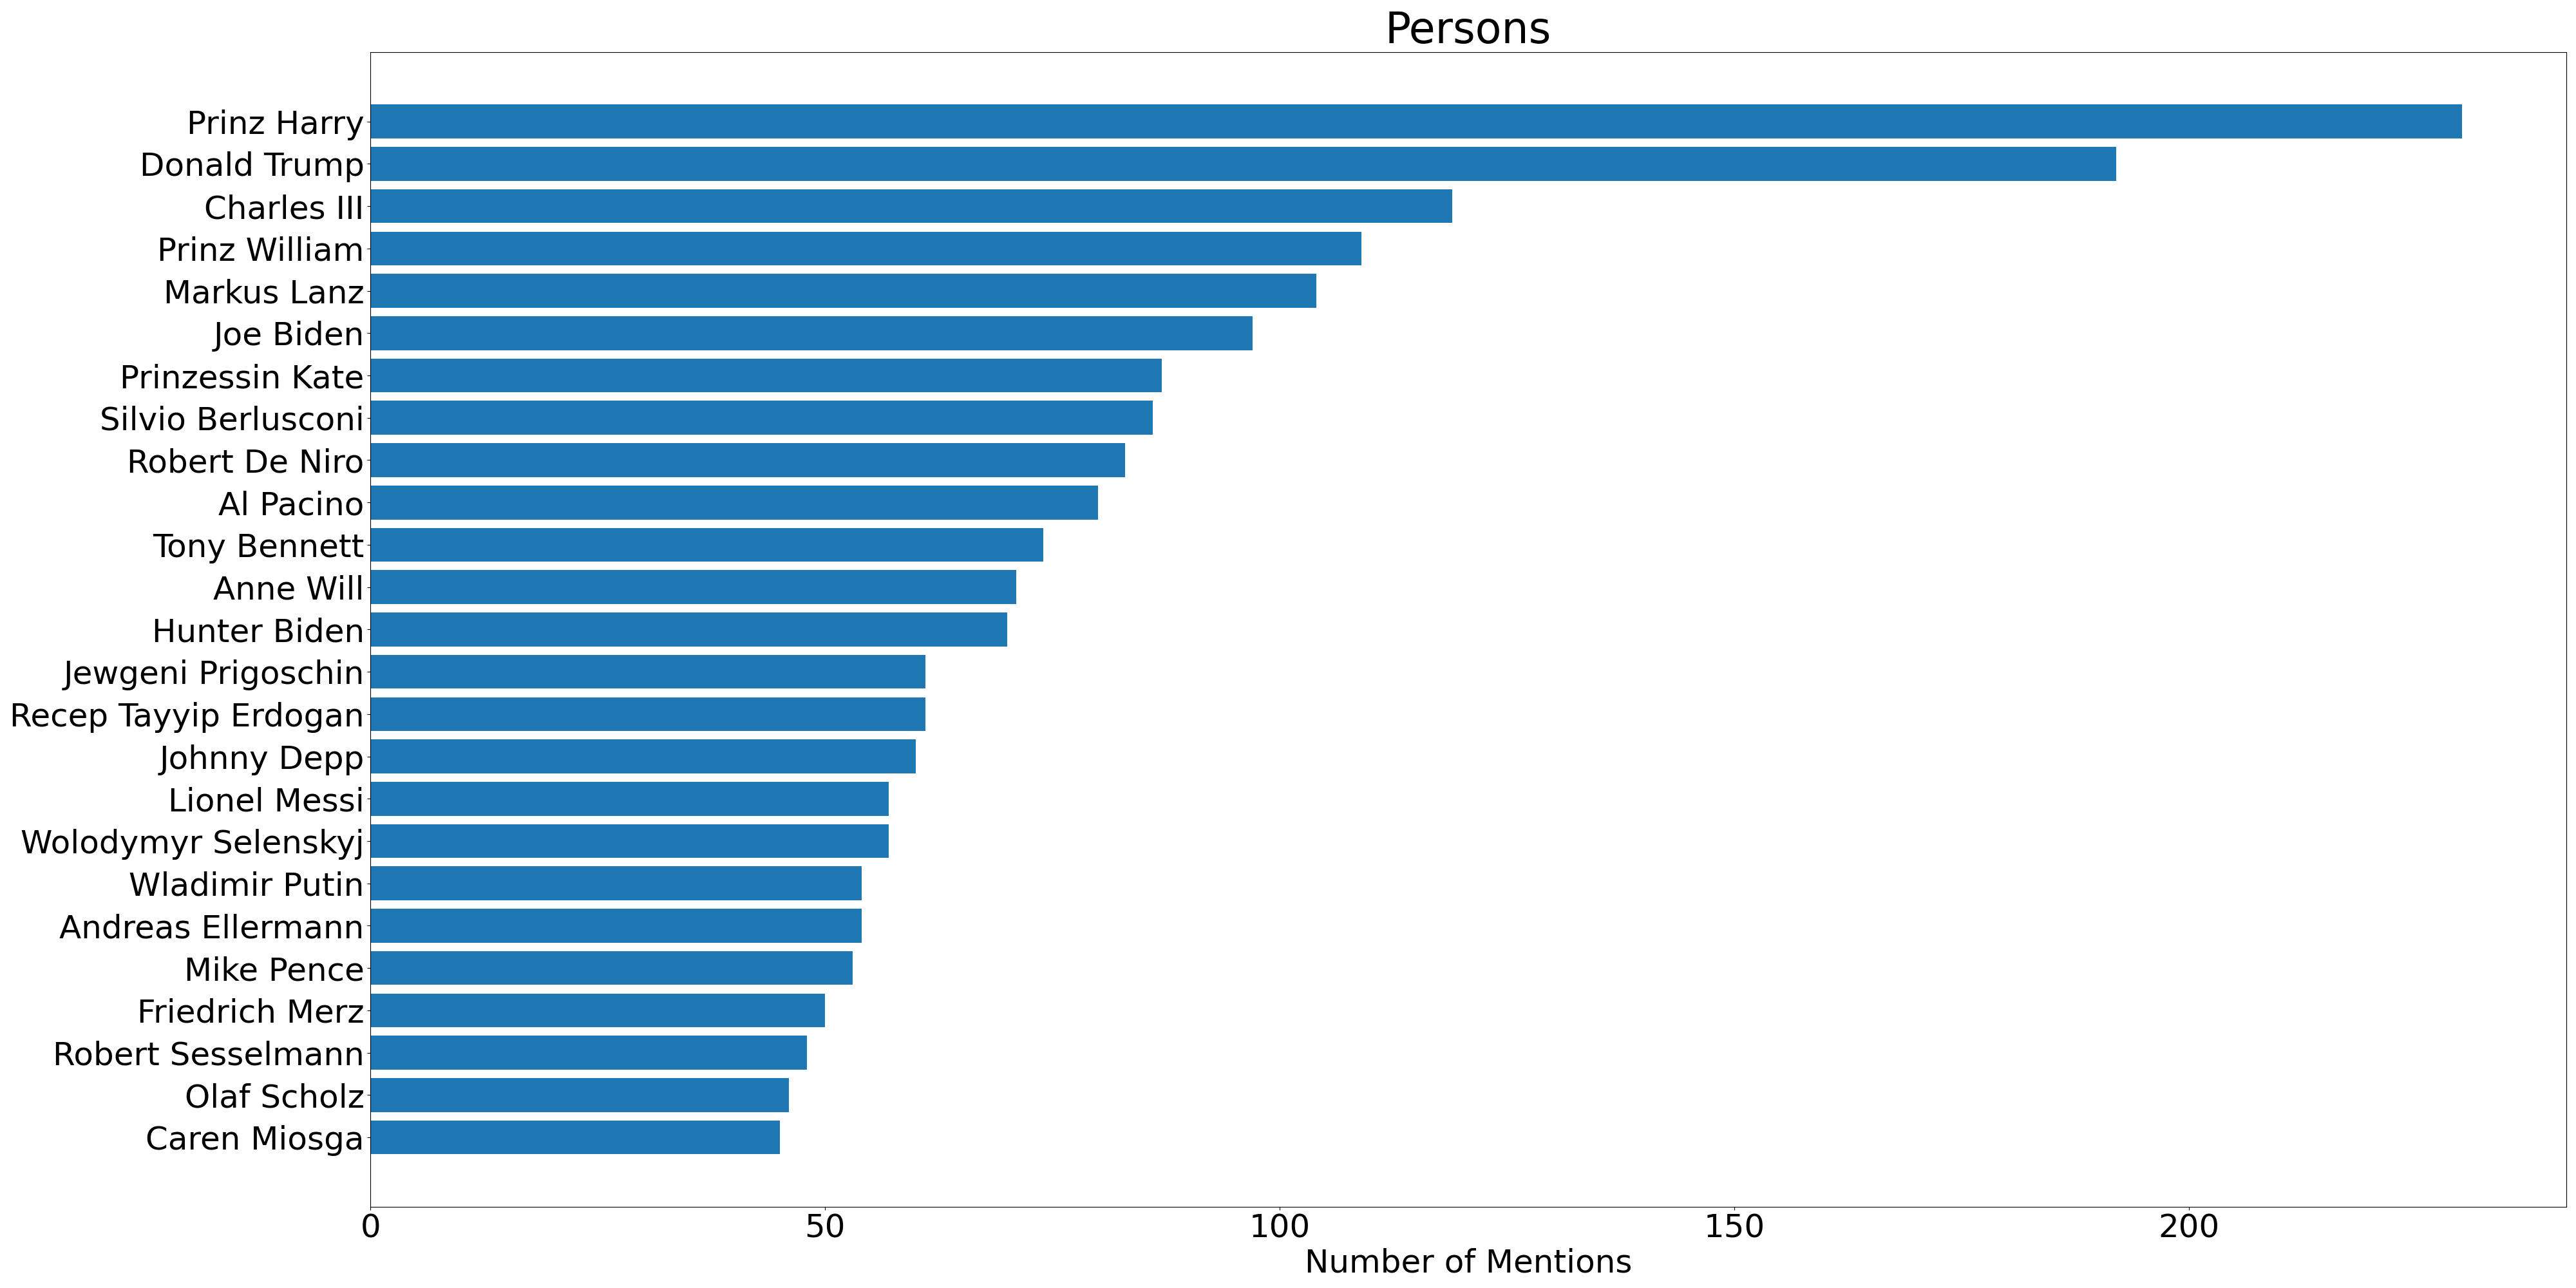 Persons
Prinz Harry
Donald Trump
Charles III
Prinz William
Markus Lanz
Joe Biden
Prinzessin Kate
Silvio Berlusconi
Robert De Niro
Al Pacino
Tony Bennett
Anne Will
Hunter Biden
Jewgeni Prigoschin
Recep Tayyip Erdogan
Johnny Depp
Lionel Messi
Wolodymyr Selenskyj
Wladimir Putin
Andreas Ellermann
Mike Pence
Friedrich Merz
Robert Sesselmann
Olaf Scholz
Caren Miosga
0 50 100 150 200
Number of Mentions